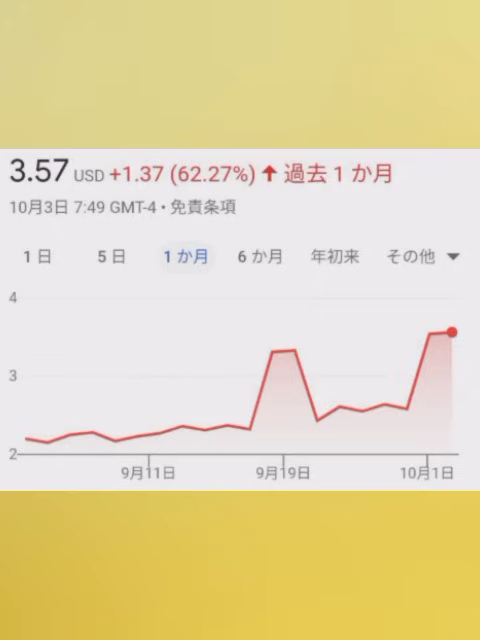 3.57 USD +1.37 (62.27%) ↑ 過去 1 か月
10月3日 7:49 GMT-4 • 免責条項
1 日 5 日 1 か月 6 か月 年初来 その他
4
3
2
9月11日 9月19日 10月1日